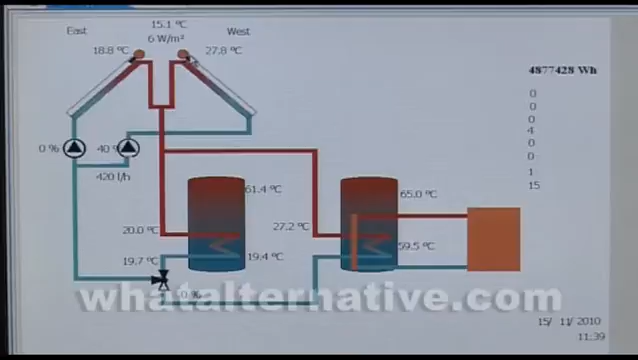 15.1 °C
East
West
6 W/m²
18.8 °C
27.8 °C
4877428 Wh
0
0
0
4
0
0
1
15
0 %
40
420 l/h
61.4 °C
65.0 °C
20.0 °C
27.2 °C
59.5 °C
19.7 °C
19.4 °C
0 %
whatalternative.com
15/ 11/ 2010
11:39